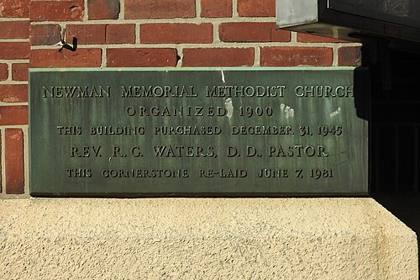 NEWMAN MEMORIAL METHODIST CHURCH
ORGANIZED 1900
THIS BUILDING PURCHASED DECEMBER 31, 1945
REV. R. C. WATERS, D. D., PASTOR
THIS CORNERSTONE RE-LAID JUNE 7, 1981